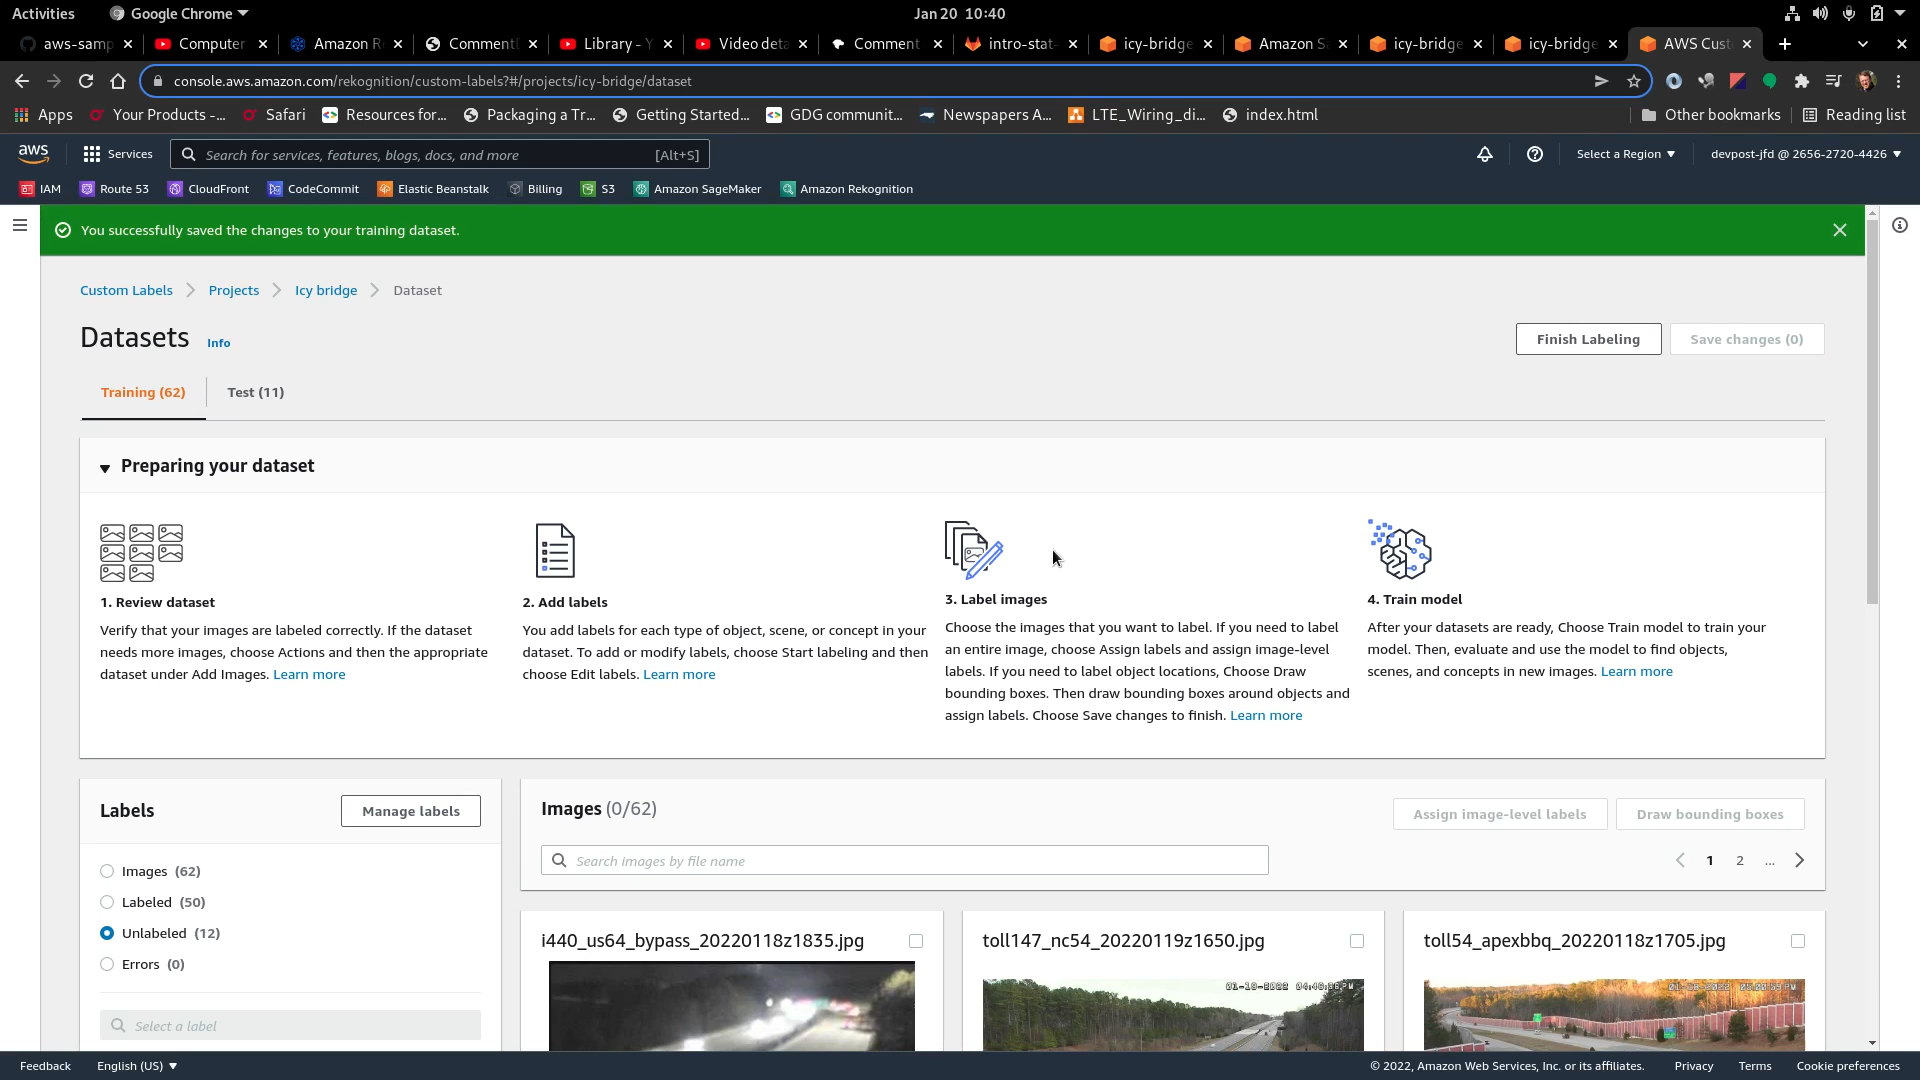 Activities
Google Chrome
Jan 20 10:40
aws-samp
Computer
Amazon R
Comment
Library - Y
Video deta
Comment
intro-stat-
icy-bridge
Amazon S
icy-bridge
icy-bridge
AWS Cust
console.aws.amazon.com/rekognition/custom-labels?#/projects/icy-bridge/dataset
Apps
Your Products -...
Safari
Resources for...
Packaging a Tr...
Getting Started...
GDG communit...
Newspapers A...
LTE_Wiring_di...
index.html
Other bookmarks
Reading list
aws
Services
Search for services, features, blogs, docs, and more
[Alt+S]
Select a Region
devpost-jfd @ 2656-2720-4426
IAM
Route 53
CloudFront
CodeCommit
Elastic Beanstalk
Billing
S3
Amazon SageMaker
Amazon Rekognition
You successfully saved the changes to your training dataset.
Custom Labels
Projects
Icy bridge
Dataset
Datasets
Info
Finish Labeling
Save changes (0)
Training (62)
Test (11)
Preparing your dataset
1. Review dataset
Verify that your images are labeled correctly. If the dataset
needs more images, choose Actions and then the appropriate
dataset under Add Images. Learn more
2. Add labels
You add labels for each type of object, scene, or concept in your
dataset. To add or modify labels, choose Start labeling and then
choose Edit labels. Learn more
3. Label images
Choose the images that you want to label. If you need to label
an entire image, choose Assign labels and assign image-level
labels. If you need to label object locations, Choose Draw
bounding boxes. Then draw bounding boxes around objects and
assign labels. Choose Save changes to finish. Learn more
4. Train model
After your datasets are ready, Choose Train model to train your
model. Then, evaluate and use the model to find objects,
scenes, and concepts in new images. Learn more
Labels
Manage labels
Images (62)
Labeled (50)
Unlabeled (12)
Errors (0)
Select a label
Images (0/62)
Assign image-level labels
Draw bounding boxes
Search images by file name
1
2
...
i440_us64_bypass_20220118z1835.jpg
toll147_nc54_20220119z1650.jpg
toll54_apexbbq_20220118z1705.jpg
Feedback
English (US)
© 2022, Amazon Web Services, Inc. or its affiliates.
Privacy
Terms
Cookie preferences